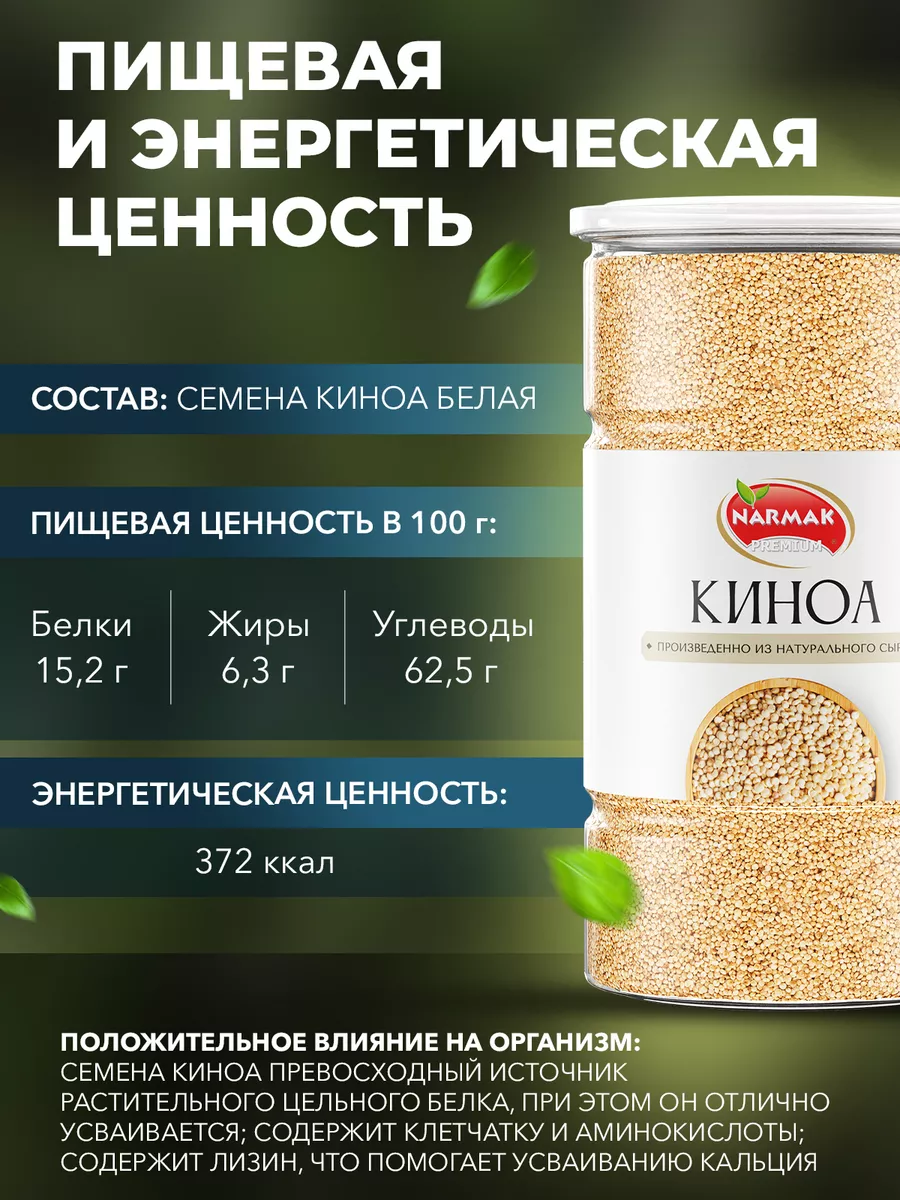 ПИЩЕВАЯ
И ЭНЕРГЕТИЧЕСКАЯ
ЦЕННОСТЬ
СОСТАВ: СЕМЕНА КИНОА БЕЛАЯ
ПИЩЕВАЯ ЦЕННОСТЬ В 100 г:
Белки Жиры Углеводы
15,2 г 6,3 г 62,5 г
ЭНЕРГЕТИЧЕСКАЯ ЦЕННОСТЬ:
372 ккал
NARMAK
PREMIUM
КИНОА
ПРОИЗВЕДЕНО ИЗ НАТУРАЛЬНОГО
ПОЛОЖИТЕЛЬНОЕ ВЛИЯНИЕ НА ОРГАНИЗМ:
СЕМЕНА КИНОА ПРЕВОСХОДНЫЙ ИСТОЧНИК
РАСТИТЕЛЬНОГО ЦЕЛЬНОГО БЕЛКА, ПРИ ЭТОМ ОН ОТЛИЧНО
УСВАИВАЕТСЯ; СОДЕРЖИТ КЛЕТЧАТКУ И АМИНОКИСЛОТЫ;
СОДЕРЖИТ ЛИЗИН, ЧТО ПОМОГАЕТ УСВАИВАНИЮ КАЛЬЦИЯ